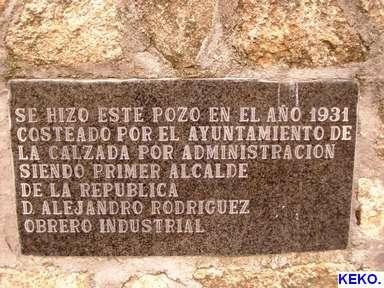 SE HIZO ESTE POZO EN EL AÑO 1931
COSTEADO POR EL AYUNTAMIENTO DE
LA CALZADA POR ADMINISTRACION
SIENDO PRIMER ALCALDE
DE LA REPUBLICA
D. ALEJANDRO RODRIGUEZ
OBRERO INDUSTRIAL
KEKO.